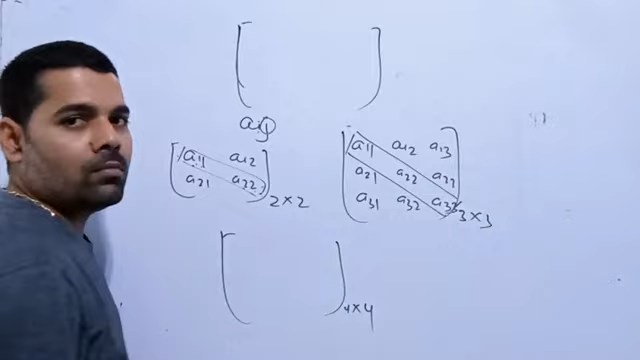 aij
a11 a12
a21 a22
2×2
a11 a12 a13
a21 a22 a23
a31 a32 a33
3×3
4×4